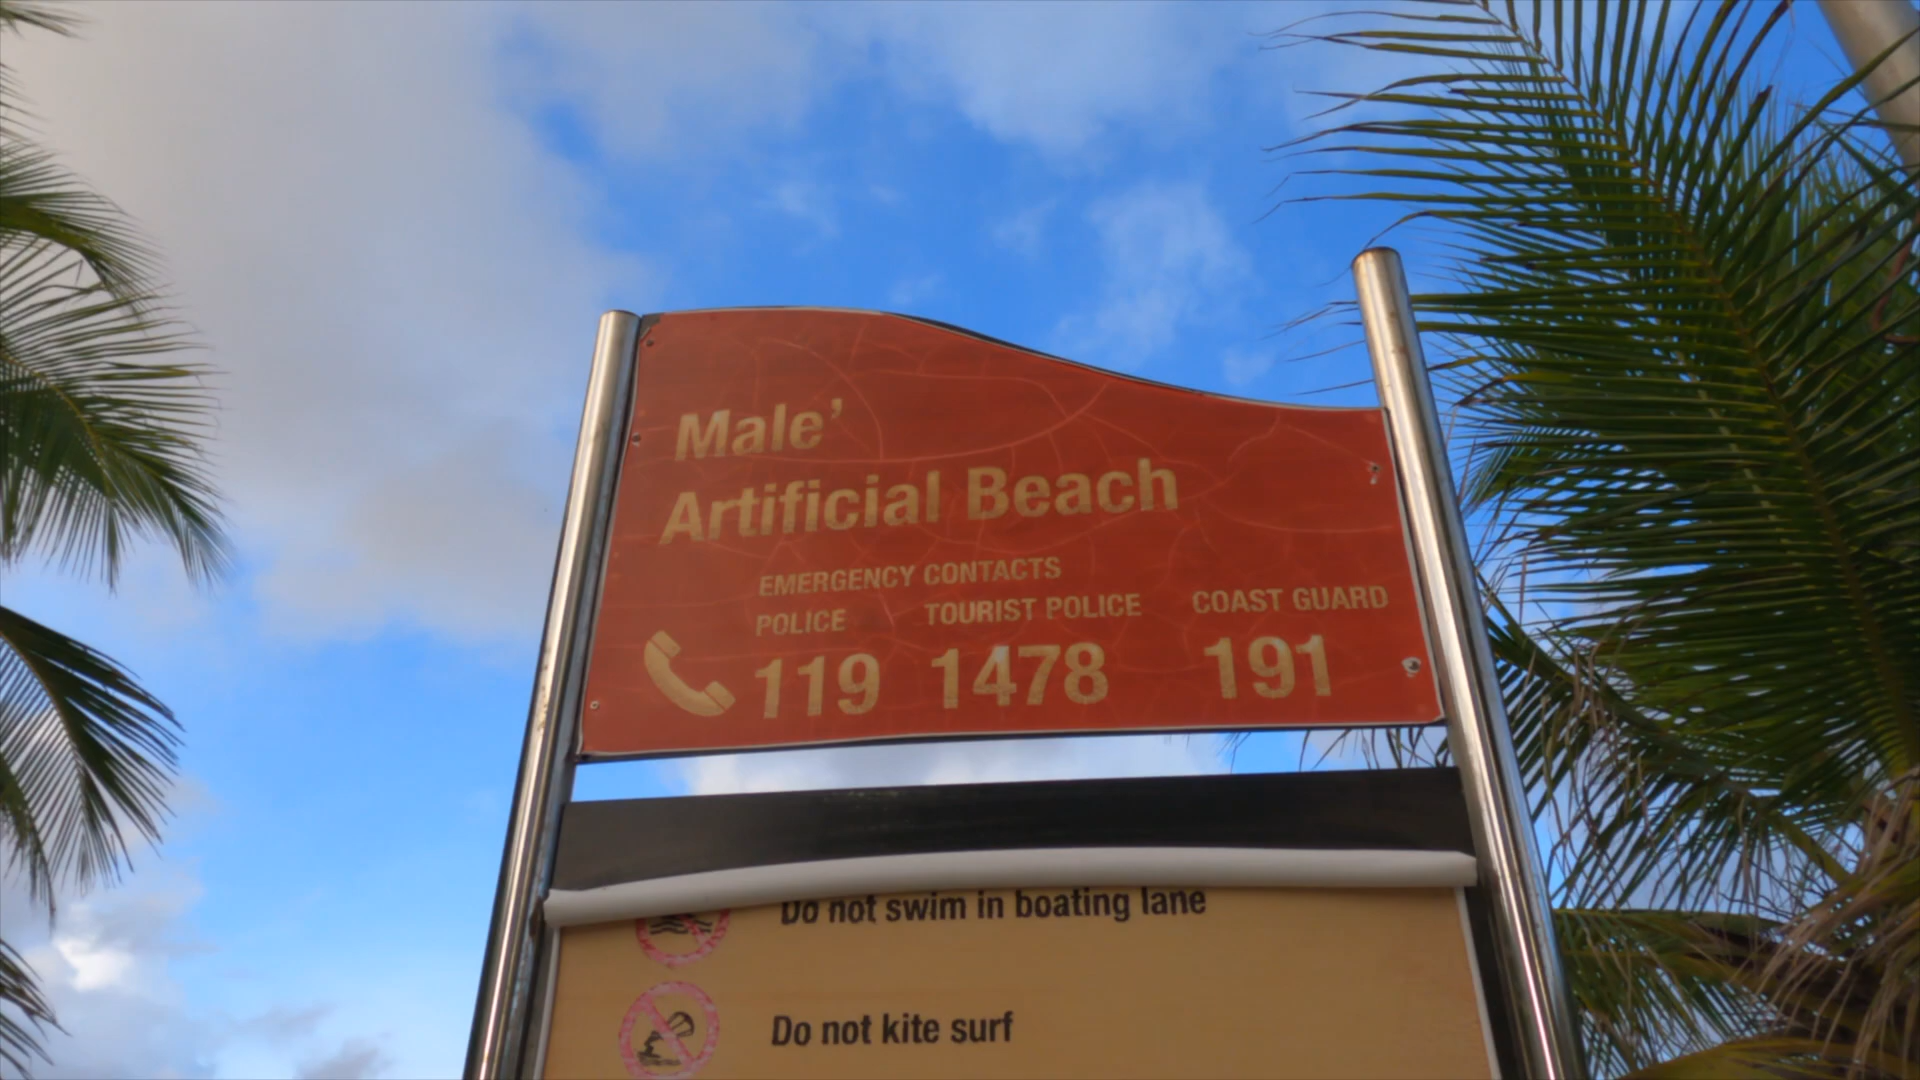 Male'
Artificial Beach
EMERGENCY CONTACTS
POLICE TOURIST POLICE COAST GUARD
119 1478 191
Do not swim in boating lane
Do not kite surf